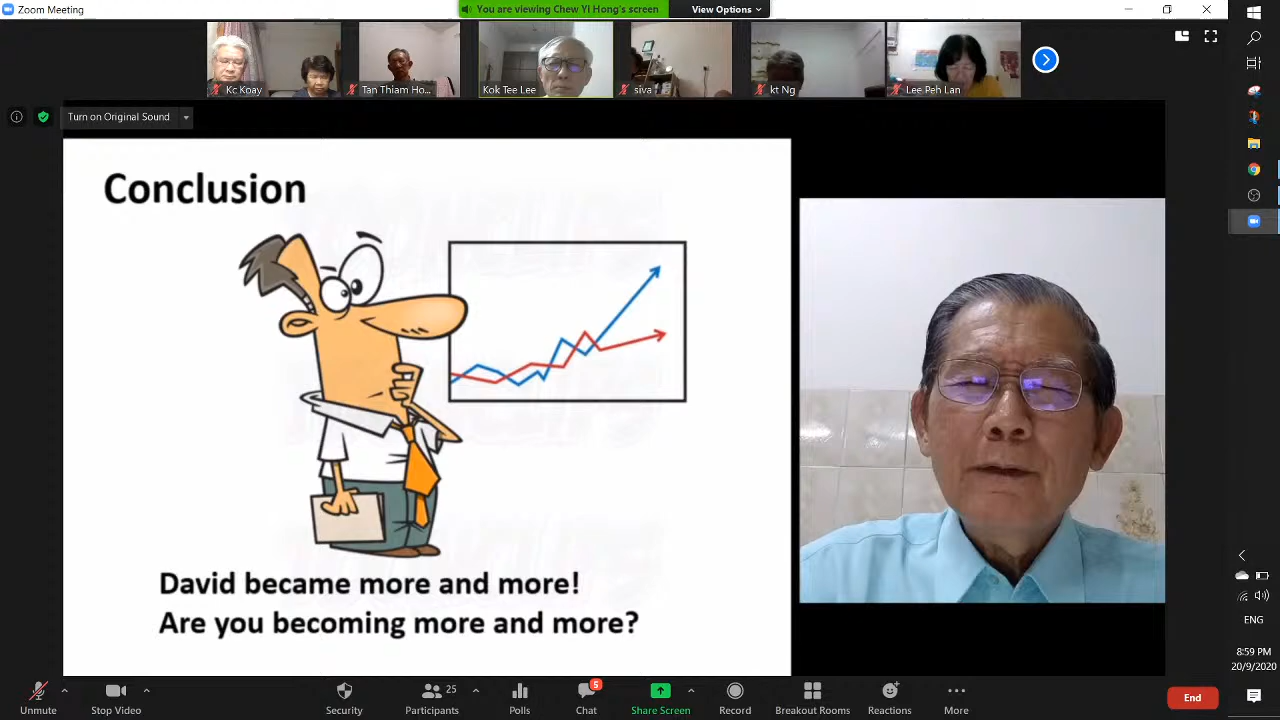 Zoom Meeting
You are viewing Chew Yi Hong's screen
View Options
Kc Koay
Tan Thiam Ho...
Kok Tee Lee
siva
kt Ng
Lee Peh Lan
Turn on Original Sound
Conclusion
David became more and more!
Are you becoming more and more?
ENG
8:59 PM
20/9/2020
Unmute
Stop Video
Security
25
Participants
Polls
5
Chat
Share Screen
Record
Breakout Rooms
Reactions
More
End